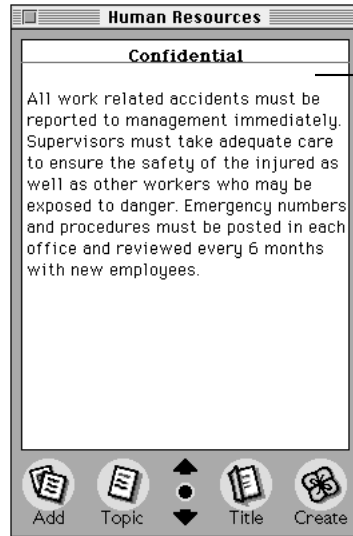 Human Resources
Confidential
All work related accidents must be
reported to management immediately.
Supervisors must take adequate care
to ensure the safety of the injured as
well as other workers who may be
exposed to danger. Emergency numbers
and procedures must be posted in each
office and reviewed every 6 months
with new employees.
Add Topic Title Create